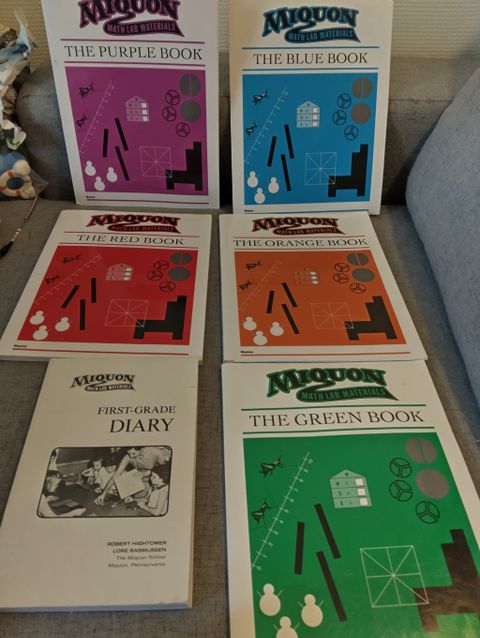 MIQUON
MATH LAB MATERIALS
THE PURPLE BOOK
MIQUON
MATH LAB MATERIALS
THE BLUE BOOK
MIQUON
MATH LAB MATERIALS
THE RED BOOK
MIQUON
MATH LAB MATERIALS
THE ORANGE BOOK
MIQUON
MATH LAB MATERIALS
FIRST-GRADE
DIARY
ROBERT HIGHTOWER
LORE RASMUSSEN
The Miquon School
Miquon, Pennsylvania
MIQUON
MATH LAB MATERIALS
THE GREEN BOOK